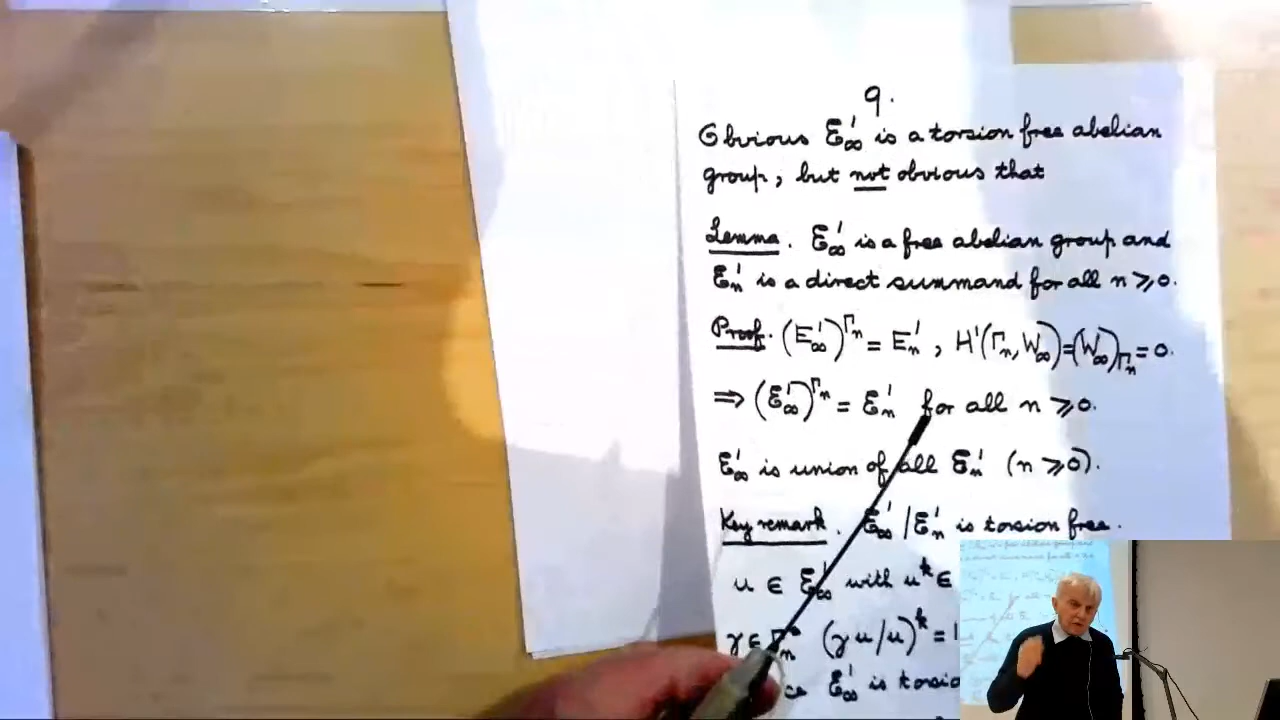 9.
Obvious ℰ'∞ is a torsion free abelian
group, but not obvious that
Lemma. ℰ'∞ is a free abelian group and
ℰ'n is a direct summand for all n ⩾ 0.
Proof. (E'∞)^Γn = E'n, H¹(Γn, W∞) = (W∞)Γn = 0.
⇒ (ℰ'∞)^Γn = ℰ'n for all n ⩾ 0.
ℰ'∞ is union of all ℰ'n (n ⩾ 0).
Key remark. ℰ'∞/ℰ'n is torsion free.
u ∈ ℰ'∞ with u^k ∈
γ ∈ Γn (γu/u)^k = 1
ℰ'∞ is